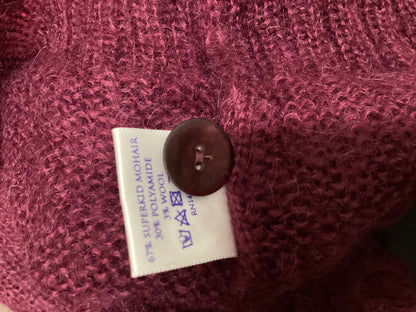 67% SUPERKID MOHAIR
30% POLYAMIDE
3% WOOL